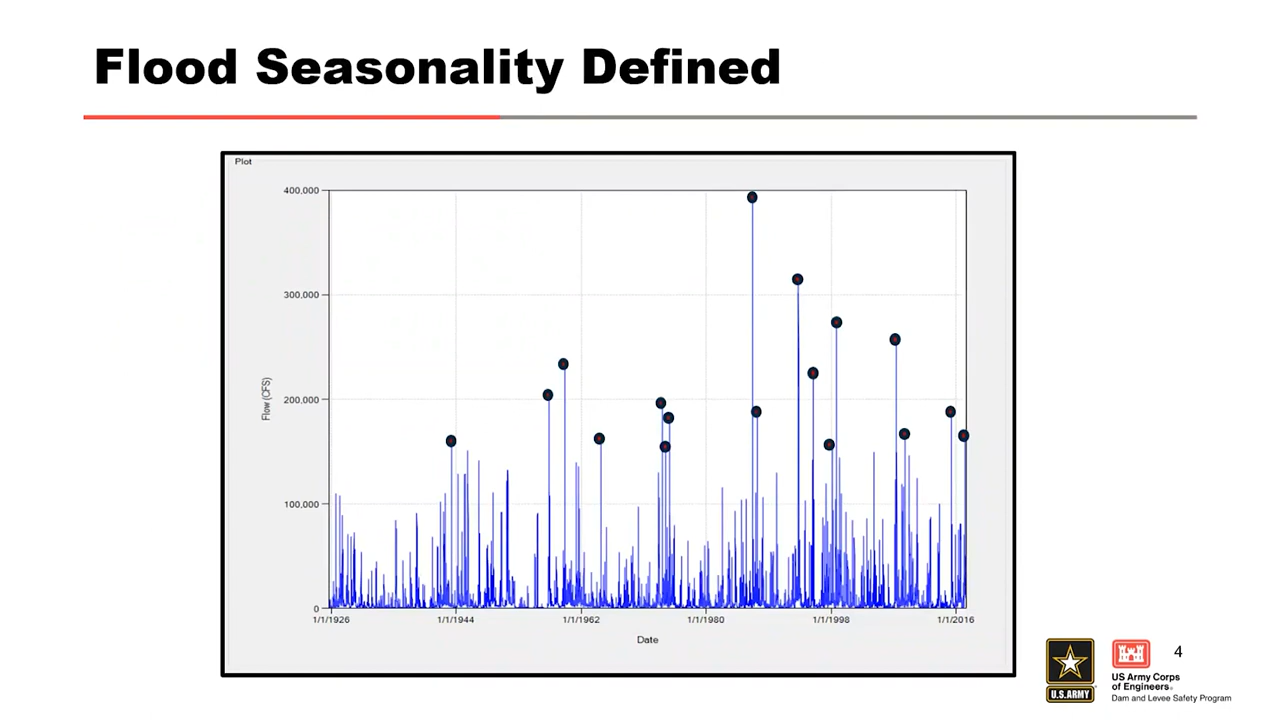 Flood Seasonality Defined
Plot
400,000
300,000
200,000
100,000
0
Flow (CFS)
1/1/1926
1/1/1944
1/1/1962
1/1/1980
1/1/1998
1/1/2016
Date
4
U.S. ARMY
US Army Corps
of Engineers®
Dam and Levee Safety Program